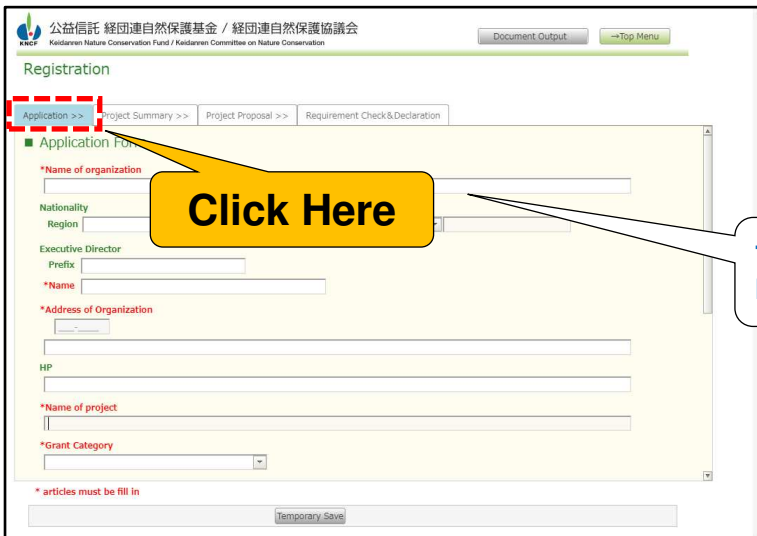 公益信託 経団連自然保護基金 / 経団連自然保護協議会
KNCF Keidanren Nature Conservation Fund / Keidanren Committee on Nature Conservation
Document Output
→Top Menu
Registration
Application >>
Project Summary >>
Project Proposal >>
Requirement Check&Declaration
■ Application For
*Name of organization
Click Here
Nationality
Region
Executive Director
Prefix
*Name
*Address of Organization
___-____
HP
*Name of project
*Grant Category
* articles must be fill in
Temporary Save